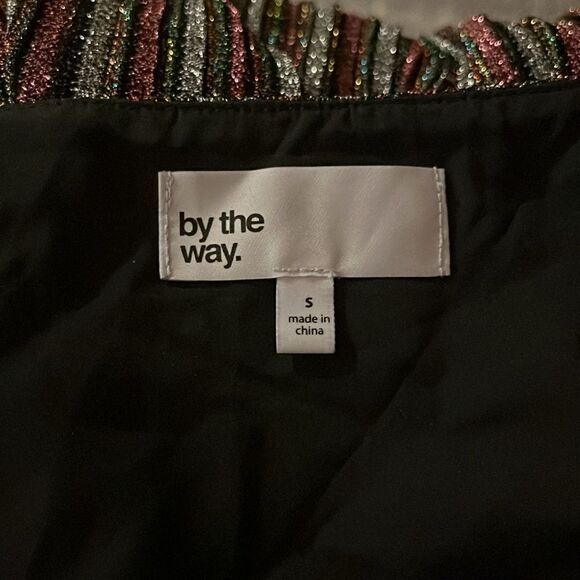 by the
way.
S
made in
china